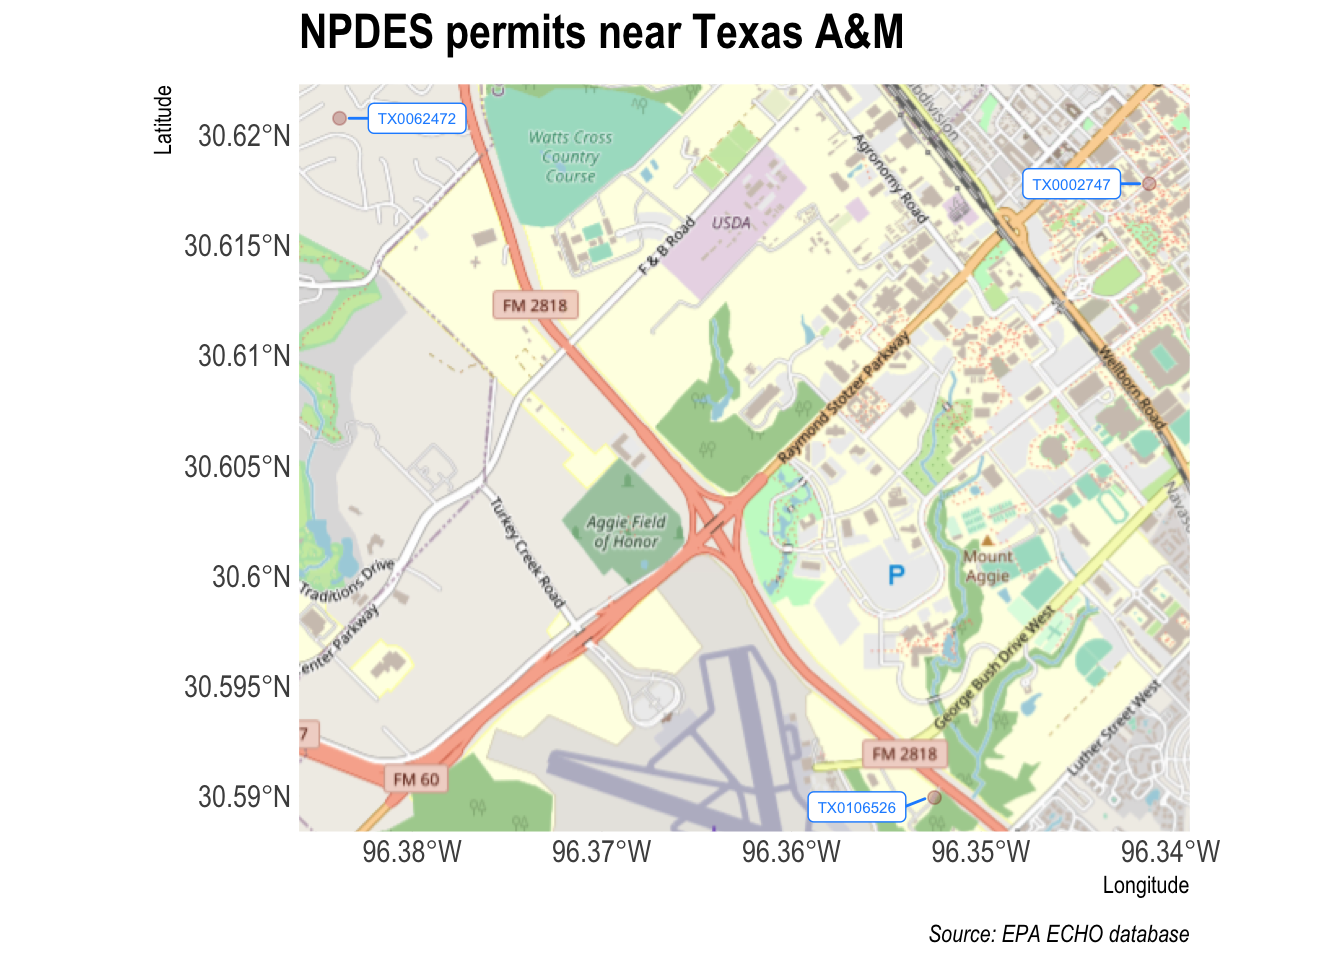 NPDES permits near Texas A&M
Latitude
30.62°N
30.615°N
30.61°N
30.605°N
30.6°N
30.595°N
30.59°N
TX0062472
Watts Cross
Country
Course
Agronomy Road
TX0002747
USDA
F & B Road
FM 2818
Raymond Stotzer Parkway
Wellborn Road
Turkey Creek Road
Aggie Field
of Honor
Mount
Aggie
P
Traditions Drive
enter Parkway
George Bush Drive West
Luther Street West
7
FM 60
FM 2818
TX0106526
96.38°W
96.37°W
96.36°W
96.35°W
96.34°W
Longitude
Source: EPA ECHO database